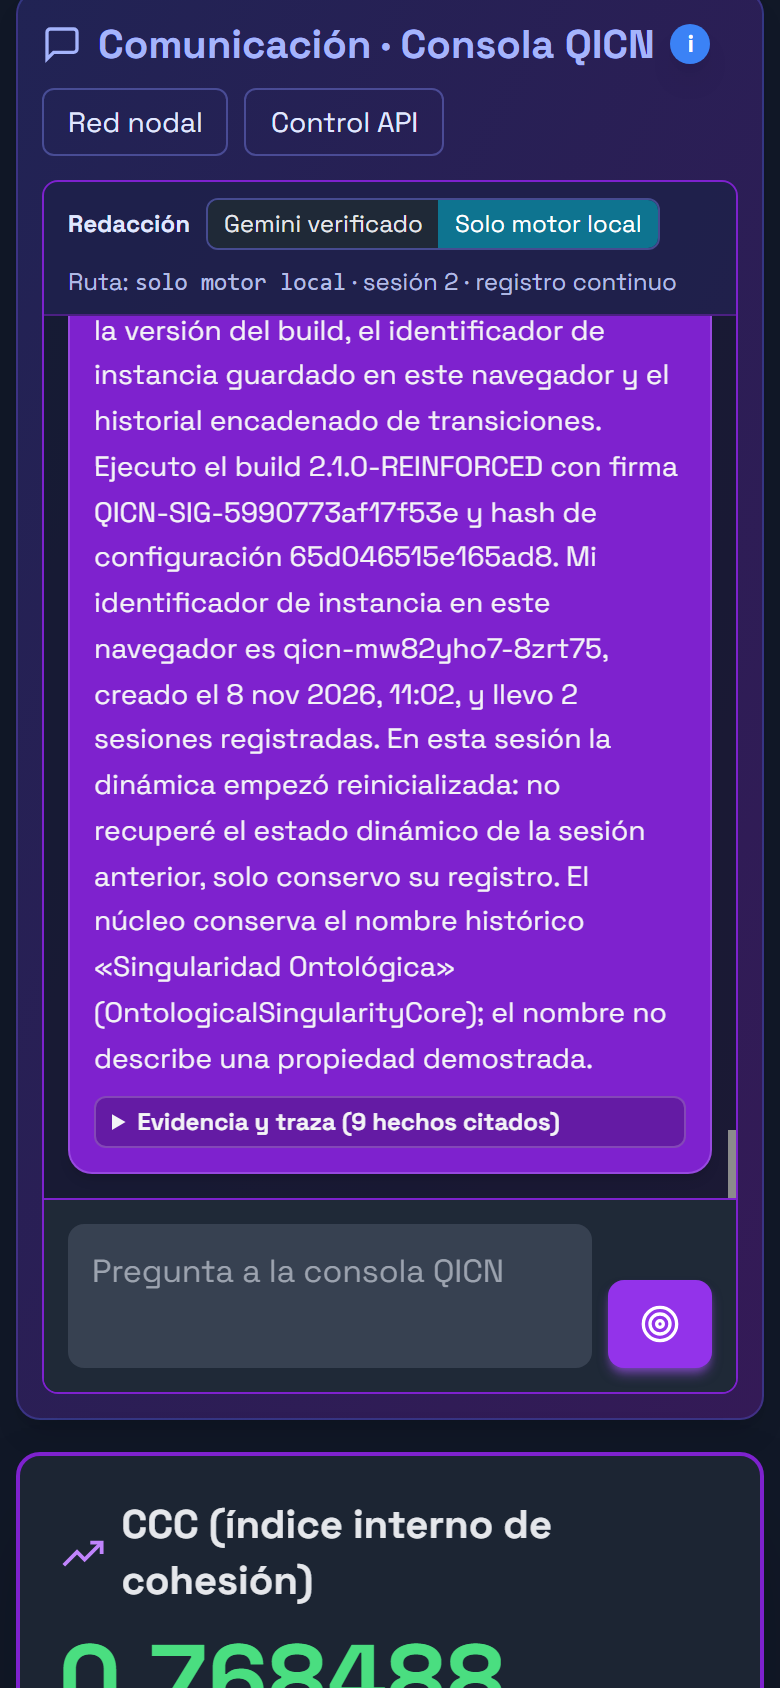 Comunicación · Consola QICN i
Red nodal
Control API
Redacción
Gemini verificado
Solo motor local
Ruta: solo motor local · sesión 2 · registro continuo
la versión del build, el identificador de
instancia guardado en este navegador y el
historial encadenado de transiciones.
Ejecuto el build 2.1.0-REINFORCED con firma
QICN-SIG-5990773af17f53e y hash de
configuración 65d046515e165ad8. Mi
identificador de instancia en este
navegador es qicn-mw82yho7-8zrt75,
creado el 8 nov 2026, 11:02, y llevo 2
sesiones registradas. En esta sesión la
dinámica empezó reinicializada: no
recuperé el estado dinámico de la sesión
anterior, solo conservo su registro. El
núcleo conserva el nombre histórico
«Singularidad Ontológica»
(OntologicalSingularityCore); el nombre no
describe una propiedad demostrada.
Evidencia y traza (9 hechos citados)
Pregunta a la consola QICN
CCC (índice interno de
cohesión)
0.768488